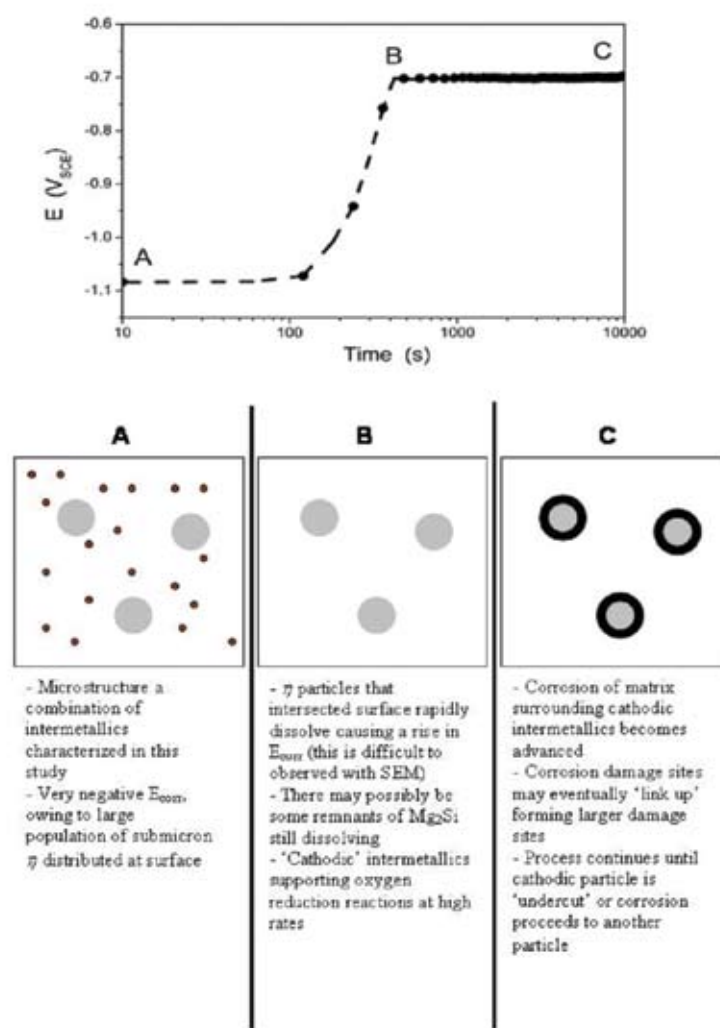 -0.6
-0.7
-0.8
-0.9
-1.0
-1.1
E (VSCE)
A
B
C
10
100
1000
10000
Time (s)
A
B
C
- Microstructure a
combination of
intermetallics
characterized in this
study
- Very negative Ecorr,
owing to large
population of submicron
η distributed at surface
- η particles that
intersected surface rapidly
dissolve causing a rise in
Ecorr (this is difficult to
observed with SEM)
- There may possibly be
some remnants of Mg2Si
still dissolving
- 'Cathodic' intermetallics
supporting oxygen
reduction reactions at high
rates
- Corrosion of matrix
surrounding cathodic
intermetallics becomes
advanced
- Corrosion damage sites
may eventually 'link up'
forming larger damage
sites
- Process continues until
cathodic particle is
'undercut' or corrosion
proceeds to another
particle